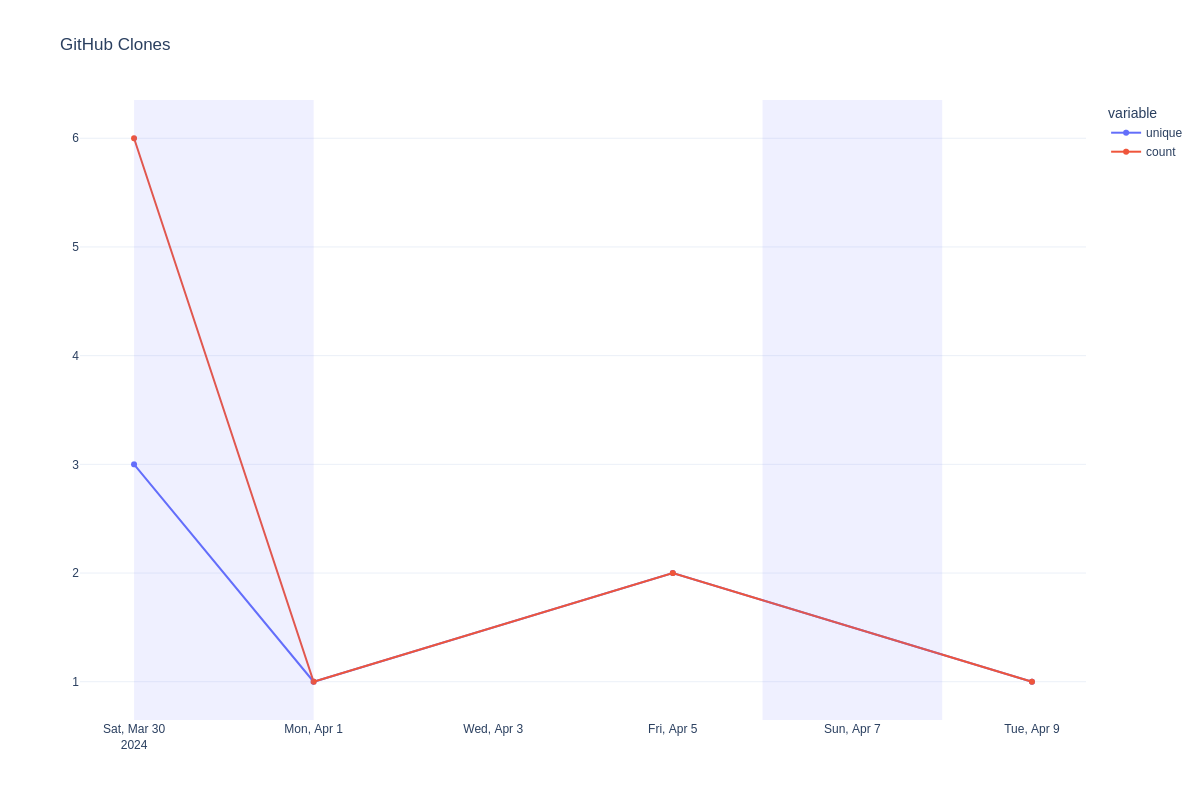 GitHub Clones
variable
unique
count
6
5
4
3
2
1
Sat, Mar 30
2024
Mon, Apr 1
Wed, Apr 3
Fri, Apr 5
Sun, Apr 7
Tue, Apr 9